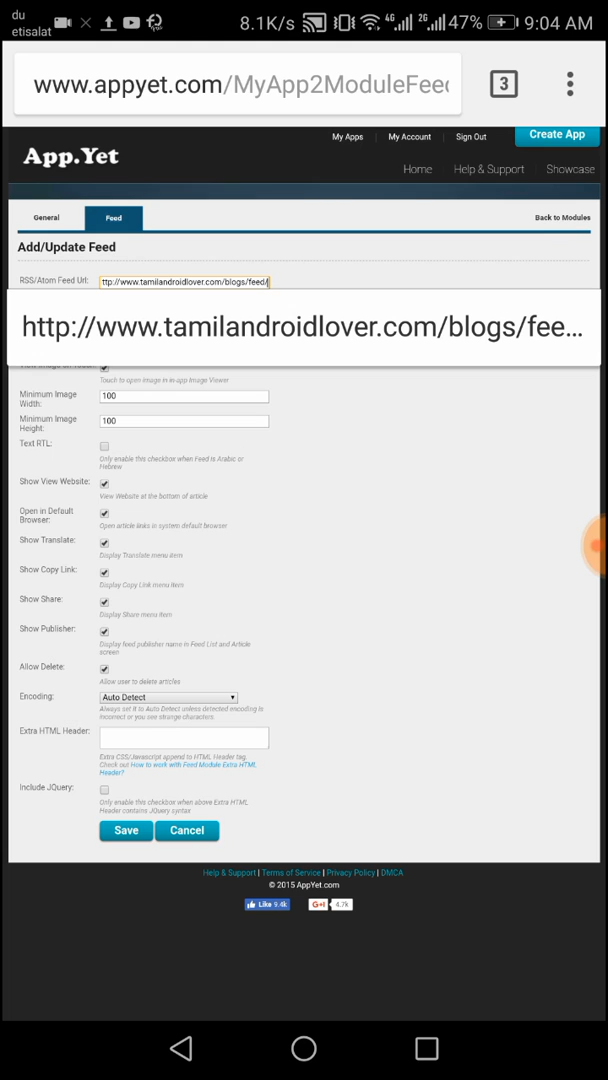 du
etisalat
8.1K/s
4G
2G
47%
9:04 AM
www.appyet.com/MyApp2ModuleFeed
3
My Apps | My Account | Sign Out
Create App
App.Yet
Home
Help & Support
Showcase
General
Feed
Back to Modules
Add/Update Feed
RSS/Atom Feed Url:
ttp://www.tamilandroidlover.com/blogs/feed/
http://www.tamilandroidlover.com/blogs/fee...
Touch to open image in in-app Image Viewer
Minimum Image
Width:
100
Minimum Image
Height:
100
Text RTL:
Only enable this checkbox when Feed is Arabic or
Hebrew
Show View Website:
View Website at the bottom of article
Open in Default
Browser:
Open article links in system default browser
Show Translate:
Display Translate menu item
Show Copy Link:
Display Copy Link menu item
Show Share:
Display Share menu item
Show Publisher:
Display feed publisher name in Feed List and Article
screen
Allow Delete:
Allow user to delete articles
Encoding:
Auto Detect
Always set it to Auto Detect unless detected encoding is
incorrect or you see strange characters
Extra HTML Header:
Extra CSS/Javascript append to HTML Header tag.
Check out How to work with Feed Module Extra HTML
Header?
Include JQuery:
Only enable this checkbox when above Extra HTML
Header contains JQuery syntax
Save
Cancel
Help & Support | Terms of Service | Privacy Policy | DMCA
© 2015 AppYet.com
Like 9.4k
G+1 4.7k